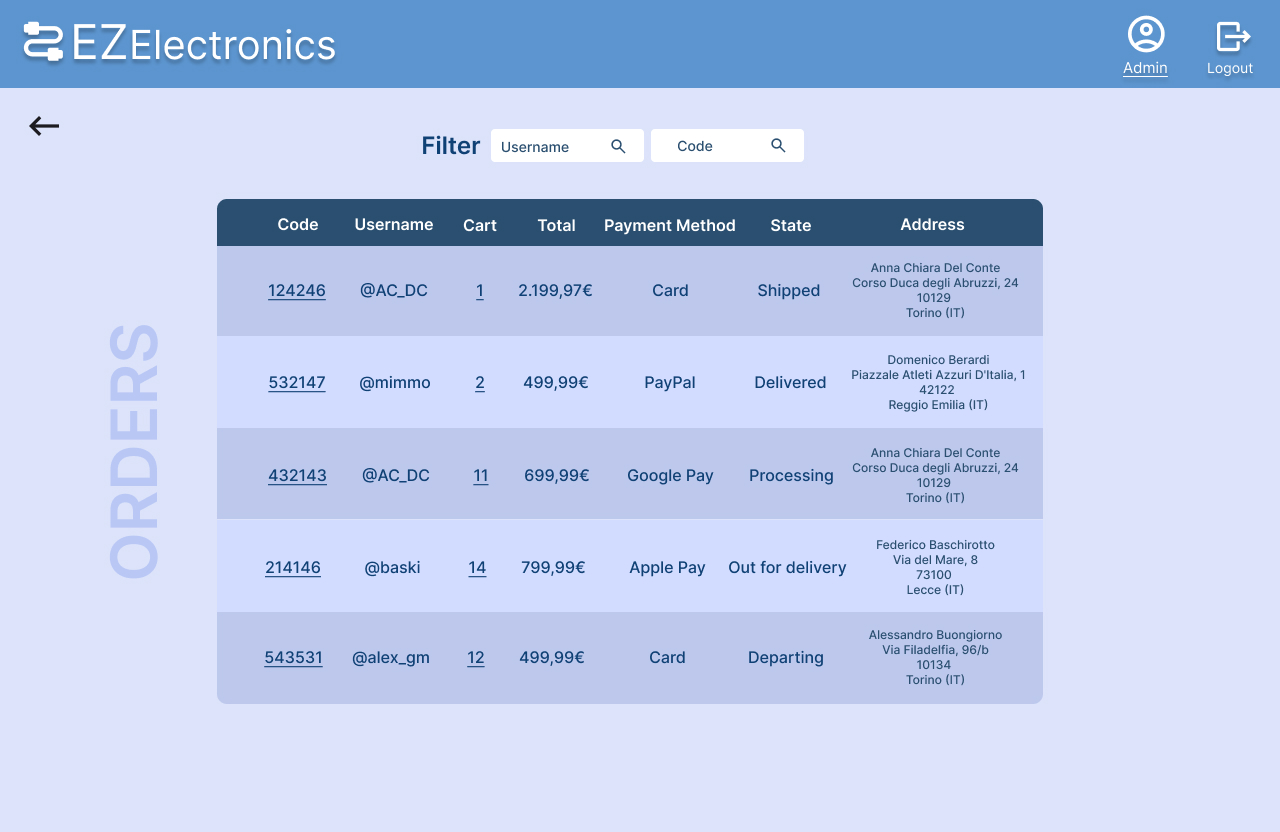 EZElectronics
Admin
Logout
Filter
Username
Code
ORDERS
Code Username Cart Total Payment Method State Address
124246 @AC_DC 1 2.199,97€ Card Shipped
Anna Chiara Del Conte
Corso Duca degli Abruzzi, 24
10129
Torino (IT)
532147 @mimmo 2 499,99€ PayPal Delivered
Domenico Berardi
Piazzale Atleti Azzuri D'Italia, 1
42122
Reggio Emilia (IT)
432143 @AC_DC 11 699,99€ Google Pay Processing
Anna Chiara Del Conte
Corso Duca degli Abruzzi, 24
10129
Torino (IT)
214146 @baski 14 799,99€ Apple Pay Out for delivery
Federico Baschirotto
Via del Mare, 8
73100
Lecce (IT)
543531 @alex_gm 12 499,99€ Card Departing
Alessandro Buongiorno
Via Filadelfia, 96/b
10134
Torino (IT)